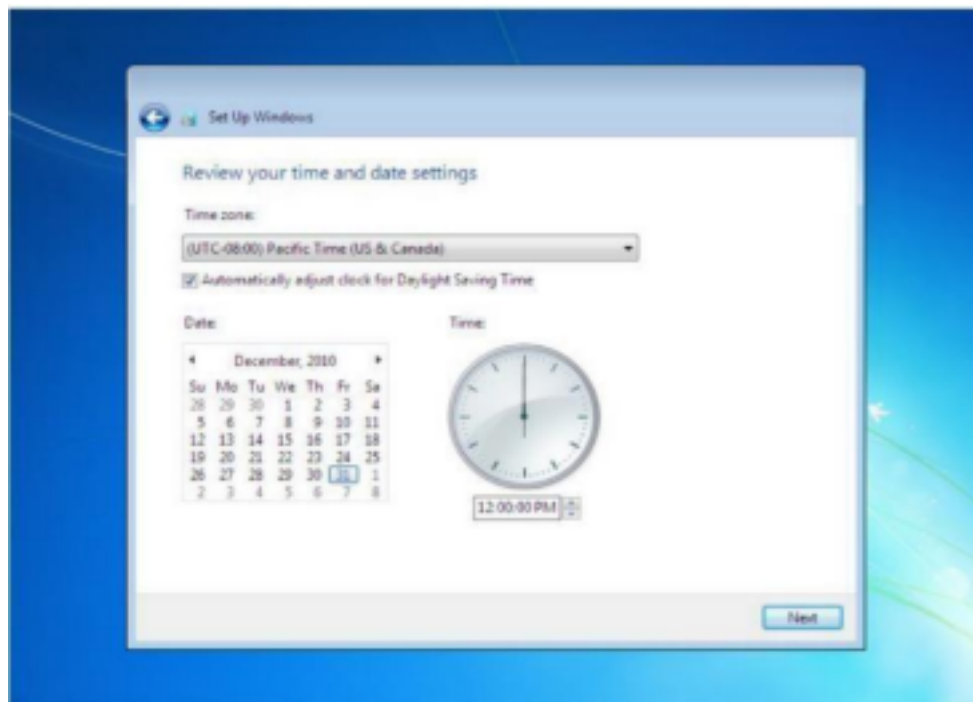 Set Up Windows
Review your time and date settings
Time zone:
(UTC-08:00) Pacific Time (US & Canada)
Automatically adjust clock for Daylight Saving Time
Date:
Time:
December, 2010
Su Mo Tu We Th Fr Sa
28 29 30 1 2 3 4
5 6 7 8 9 10 11
12 13 14 15 16 17 18
19 20 21 22 23 24 25
26 27 28 29 30 31 1
2 3 4 5 6 7 8
12:00:00 PM
Next